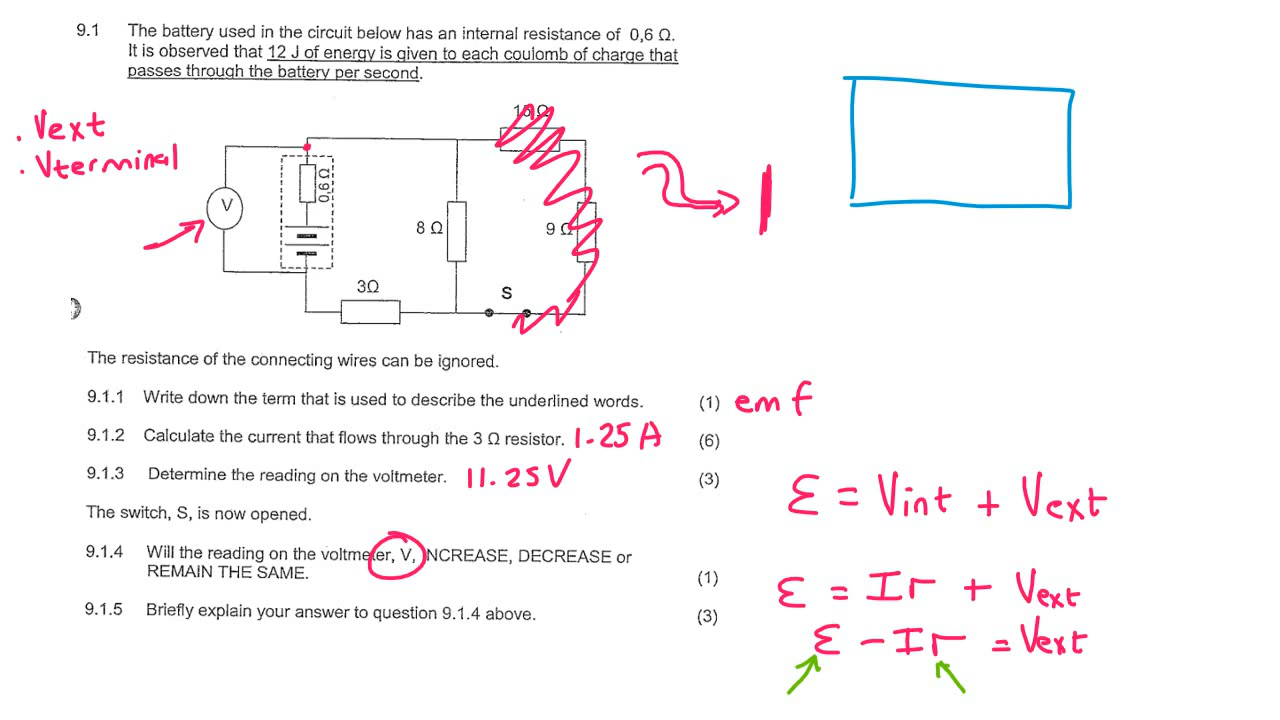 9.1 The battery used in the circuit below has an internal resistance of 0,6 Ω.
It is observed that 12 J of energy is given to each coulomb of charge that
passes through the battery per second.
. Vext
. Vterminal
15 Ω
0,6 Ω
V
8 Ω
9 Ω
3Ω
S
The resistance of the connecting wires can be ignored.
9.1.1 Write down the term that is used to describe the underlined words. (1) emf
9.1.2 Calculate the current that flows through the 3 Ω resistor. 1.25 A (6)
9.1.3 Determine the reading on the voltmeter. 11.25V (3)
The switch, S, is now opened.
9.1.4 Will the reading on the voltmeter, V, INCREASE, DECREASE or
REMAIN THE SAME. (1)
9.1.5 Briefly explain your answer to question 9.1.4 above. (3)
Ɛ = Vint + Vext
Ɛ = Ir + Vext
Ɛ - Ir = Vext